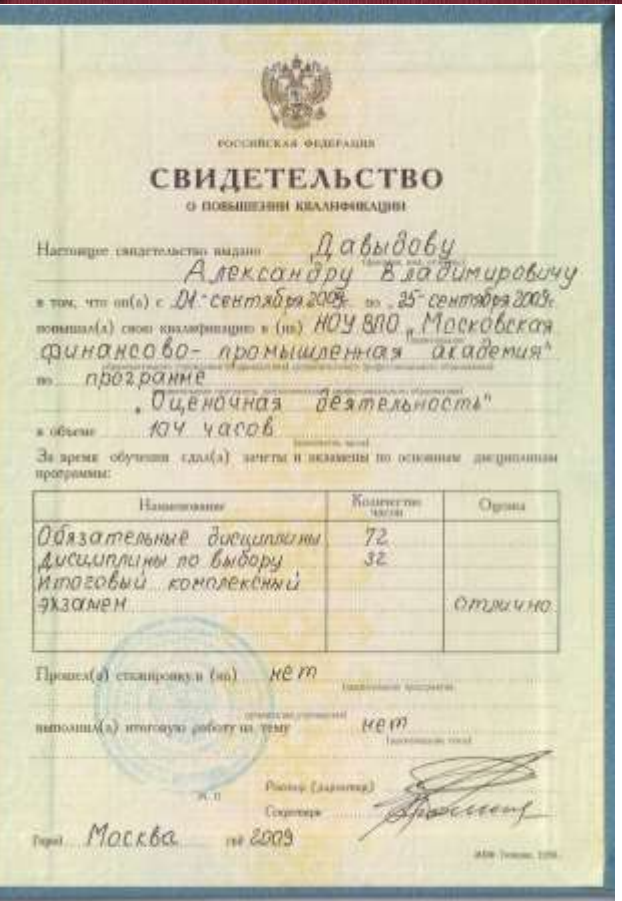 РОССИЙСКАЯ ФЕДЕРАЦИЯ
СВИДЕТЕЛЬСТВО
О ПОВЫШЕНИИ КВАЛИФИКАЦИИ
Настоящее свидетельство выдано Давыдову
Александру Владимировичу
в том, что он(а) с 01-сентября 2009г. по 25-сентября 2009г.
повышал(а) свою квалификацию в (на) НОУ ВПО „Московская
финансово-промышленная академия"
по программе
„Оценочная деятельность"
в объеме 104 часов
За время обучения сдал(а) зачеты и экзамены по основным дисциплинам
программы:
Наименование Количество часов Оценка
Обязательные дисциплины 72
Дисциплины по выбору 32
Итоговый комплексный
экзамен отлично
Прошел(а) стажировку в (на) нет
выполнил(а) итоговую работу на тему нет
Ректор (директор)
Секретарь
Город Москва год 2009